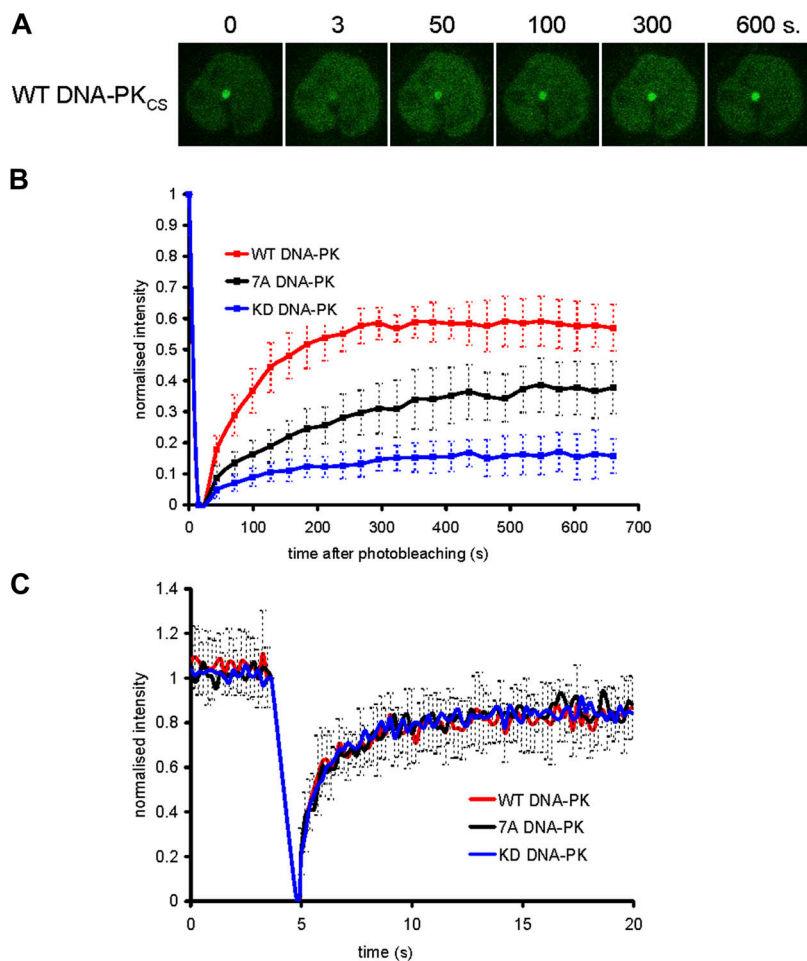 A
0 3 50 100 300 600 s.
WT DNA-PKCS
B
1
0.9
0.8
0.7
0.6
0.5
0.4
0.3
0.2
0.1
0
normalised intensity
WT DNA-PK
7A DNA-PK
KD DNA-PK
0 100 200 300 400 500 600 700
time after photobleaching (s)
C
1.4
1.2
1
0.8
0.6
0.4
0.2
0
normalised intensity
WT DNA-PK
7A DNA-PK
KD DNA-PK
0 5 10 15 20
time (s)